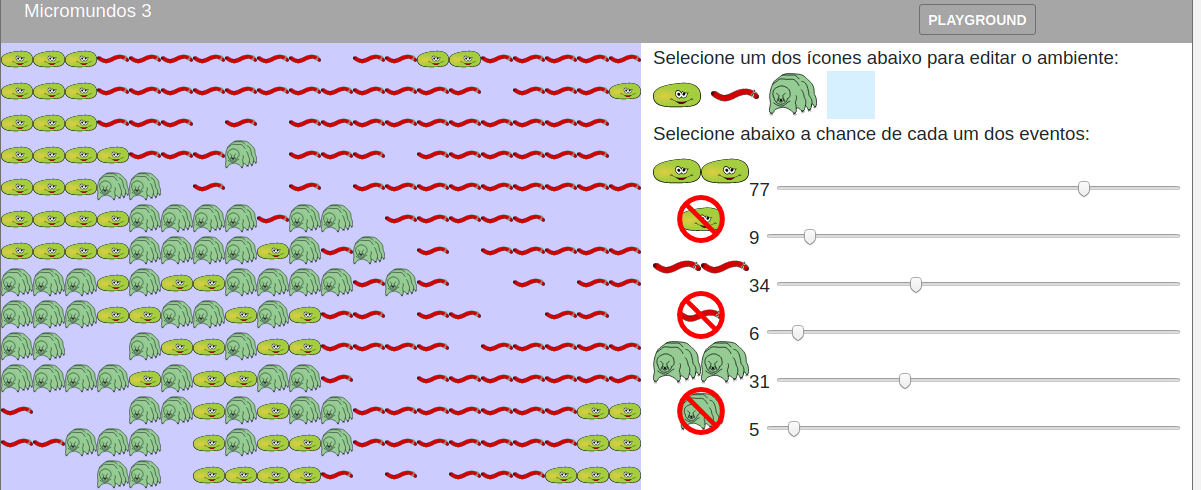 Micromundos 3
PLAYGROUND
Selecione um dos ícones abaixo para editar o ambiente:
Selecione abaixo a chance de cada um dos eventos:
77
9
34
6
31
5